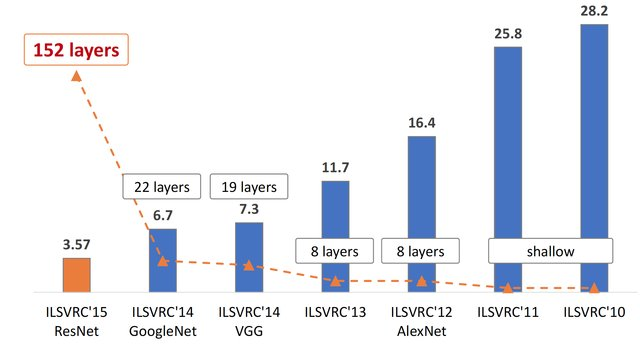 152 layers
3.57
22 layers
6.7
19 layers
7.3
11.7
8 layers
16.4
8 layers
25.8
28.2
shallow
ILSVRC'15
ResNet
ILSVRC'14
GoogleNet
ILSVRC'14
VGG
ILSVRC'13
ILSVRC'12
AlexNet
ILSVRC'11
ILSVRC'10